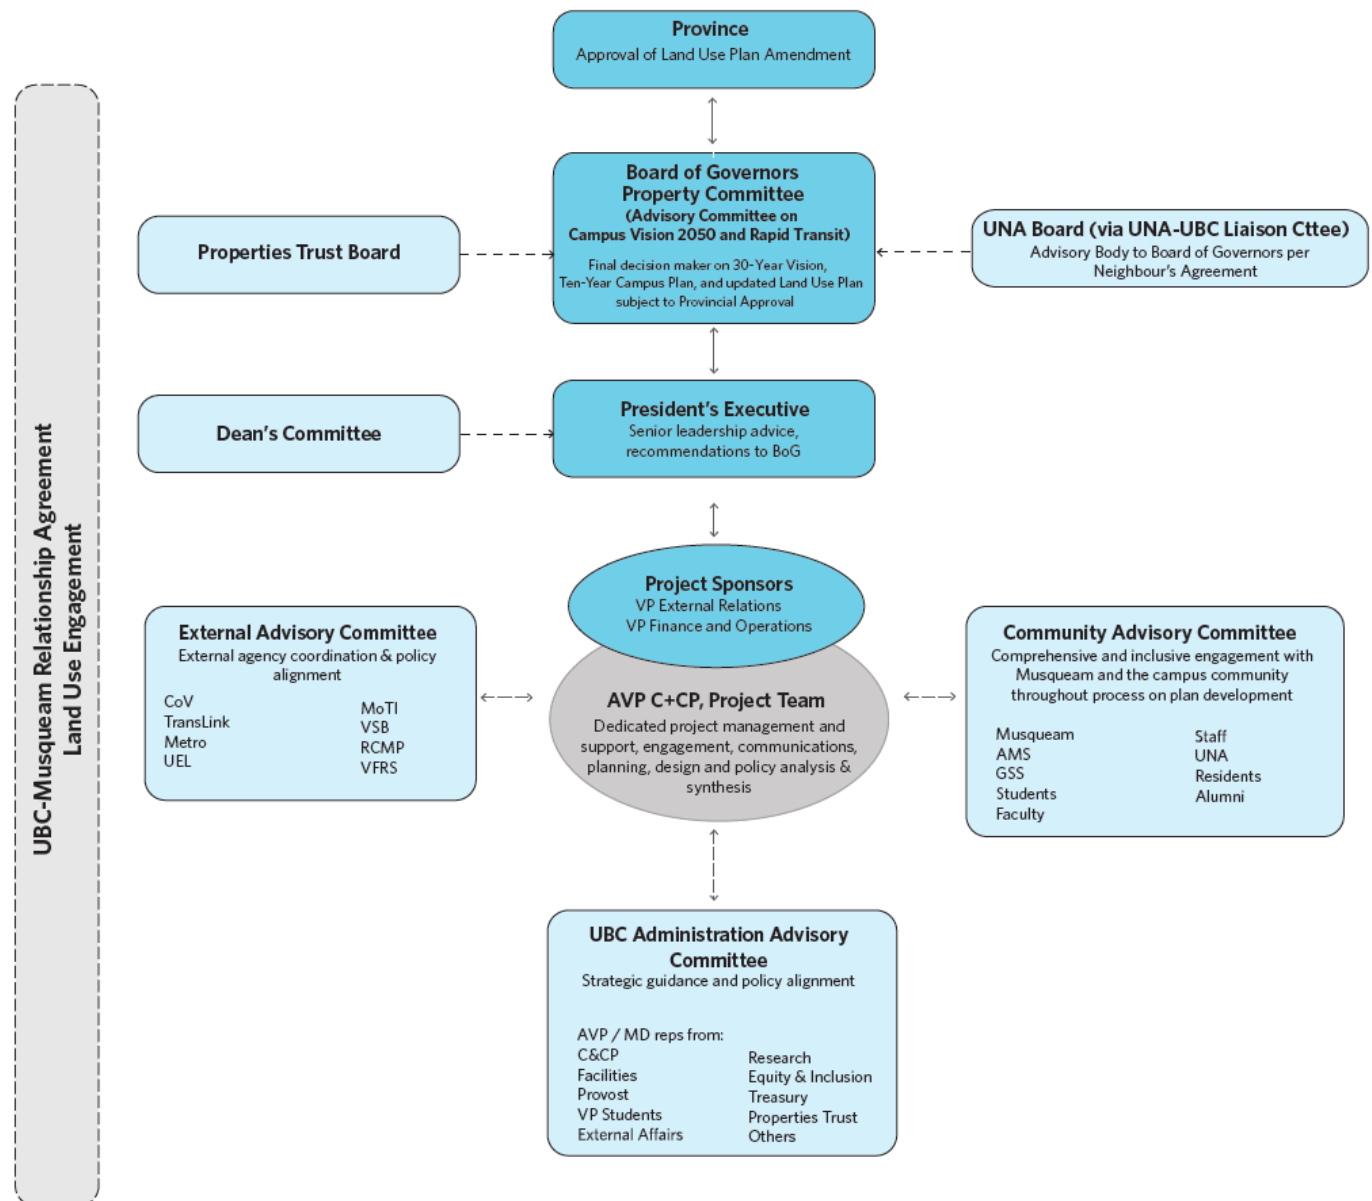 Province
Approval of Land Use Plan Amendment
Board of Governors
Property Committee
(Advisory Committee on
Campus Vision 2050 and Rapid Transit)
Final decision maker on 30-Year Vision,
Ten-Year Campus Plan, and updated Land Use Plan
subject to Provincial Approval
Properties Trust Board
UNA Board (via UNA-UBC Liaison Cttee)
Advisory Body to Board of Governors per
Neighbour's Agreement
President's Executive
Senior leadership advice,
recommendations to BoG
Dean's Committee
UBC-Musqueam Relationship Agreement
Land Use Engagement
Project Sponsors
VP External Relations
VP Finance and Operations
AVP C+CP, Project Team
Dedicated project management and
support, engagement, communications,
planning, design and policy analysis &
synthesis
External Advisory Committee
External agency coordination & policy
alignment
CoV
TransLink
Metro
UEL
MoTI
VSB
RCMP
VFRS
Community Advisory Committee
Comprehensive and inclusive engagement with
Musqueam and the campus community
throughout process on plan development
Musqueam
AMS
GSS
Students
Faculty
Staff
UNA
Residents
Alumni
UBC Administration Advisory
Committee
Strategic guidance and policy alignment
AVP / MD reps from:
C&CP
Facilities
Provost
VP Students
External Affairs
Research
Equity & Inclusion
Treasury
Properties Trust
Others